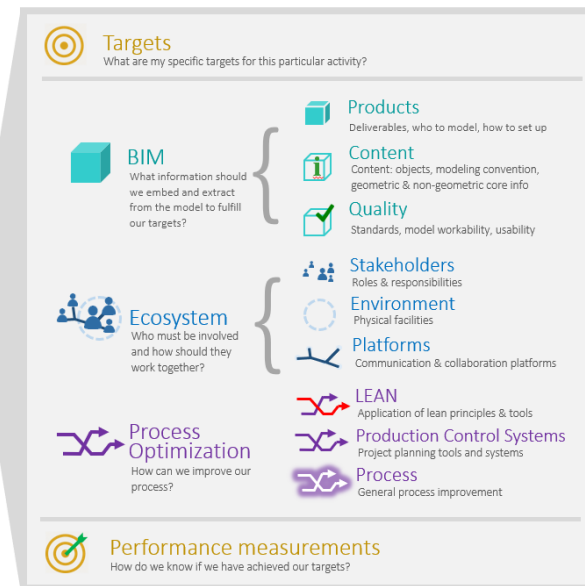 Targets
What are my specific targets for this particular activity?
BIM
What information should
we embed and extract
from the model to fulfill
our targets?
Products
Deliverables, who to model, how to set up
Content
Content: objects, modeling convention,
geometric & non-geometric core info
Quality
Standards, model workability, usability
Ecosystem
Who must be involved
and how should they
work together?
Stakeholders
Roles & responsibilities
Environment
Physical facilities
Platforms
Communication & collaboration platforms
Process
Optimization
How can we improve our
process?
LEAN
Application of lean principles & tools
Production Control Systems
Project planning tools and systems
Process
General process improvement
Performance measurements
How do we know if we have achieved our targets?